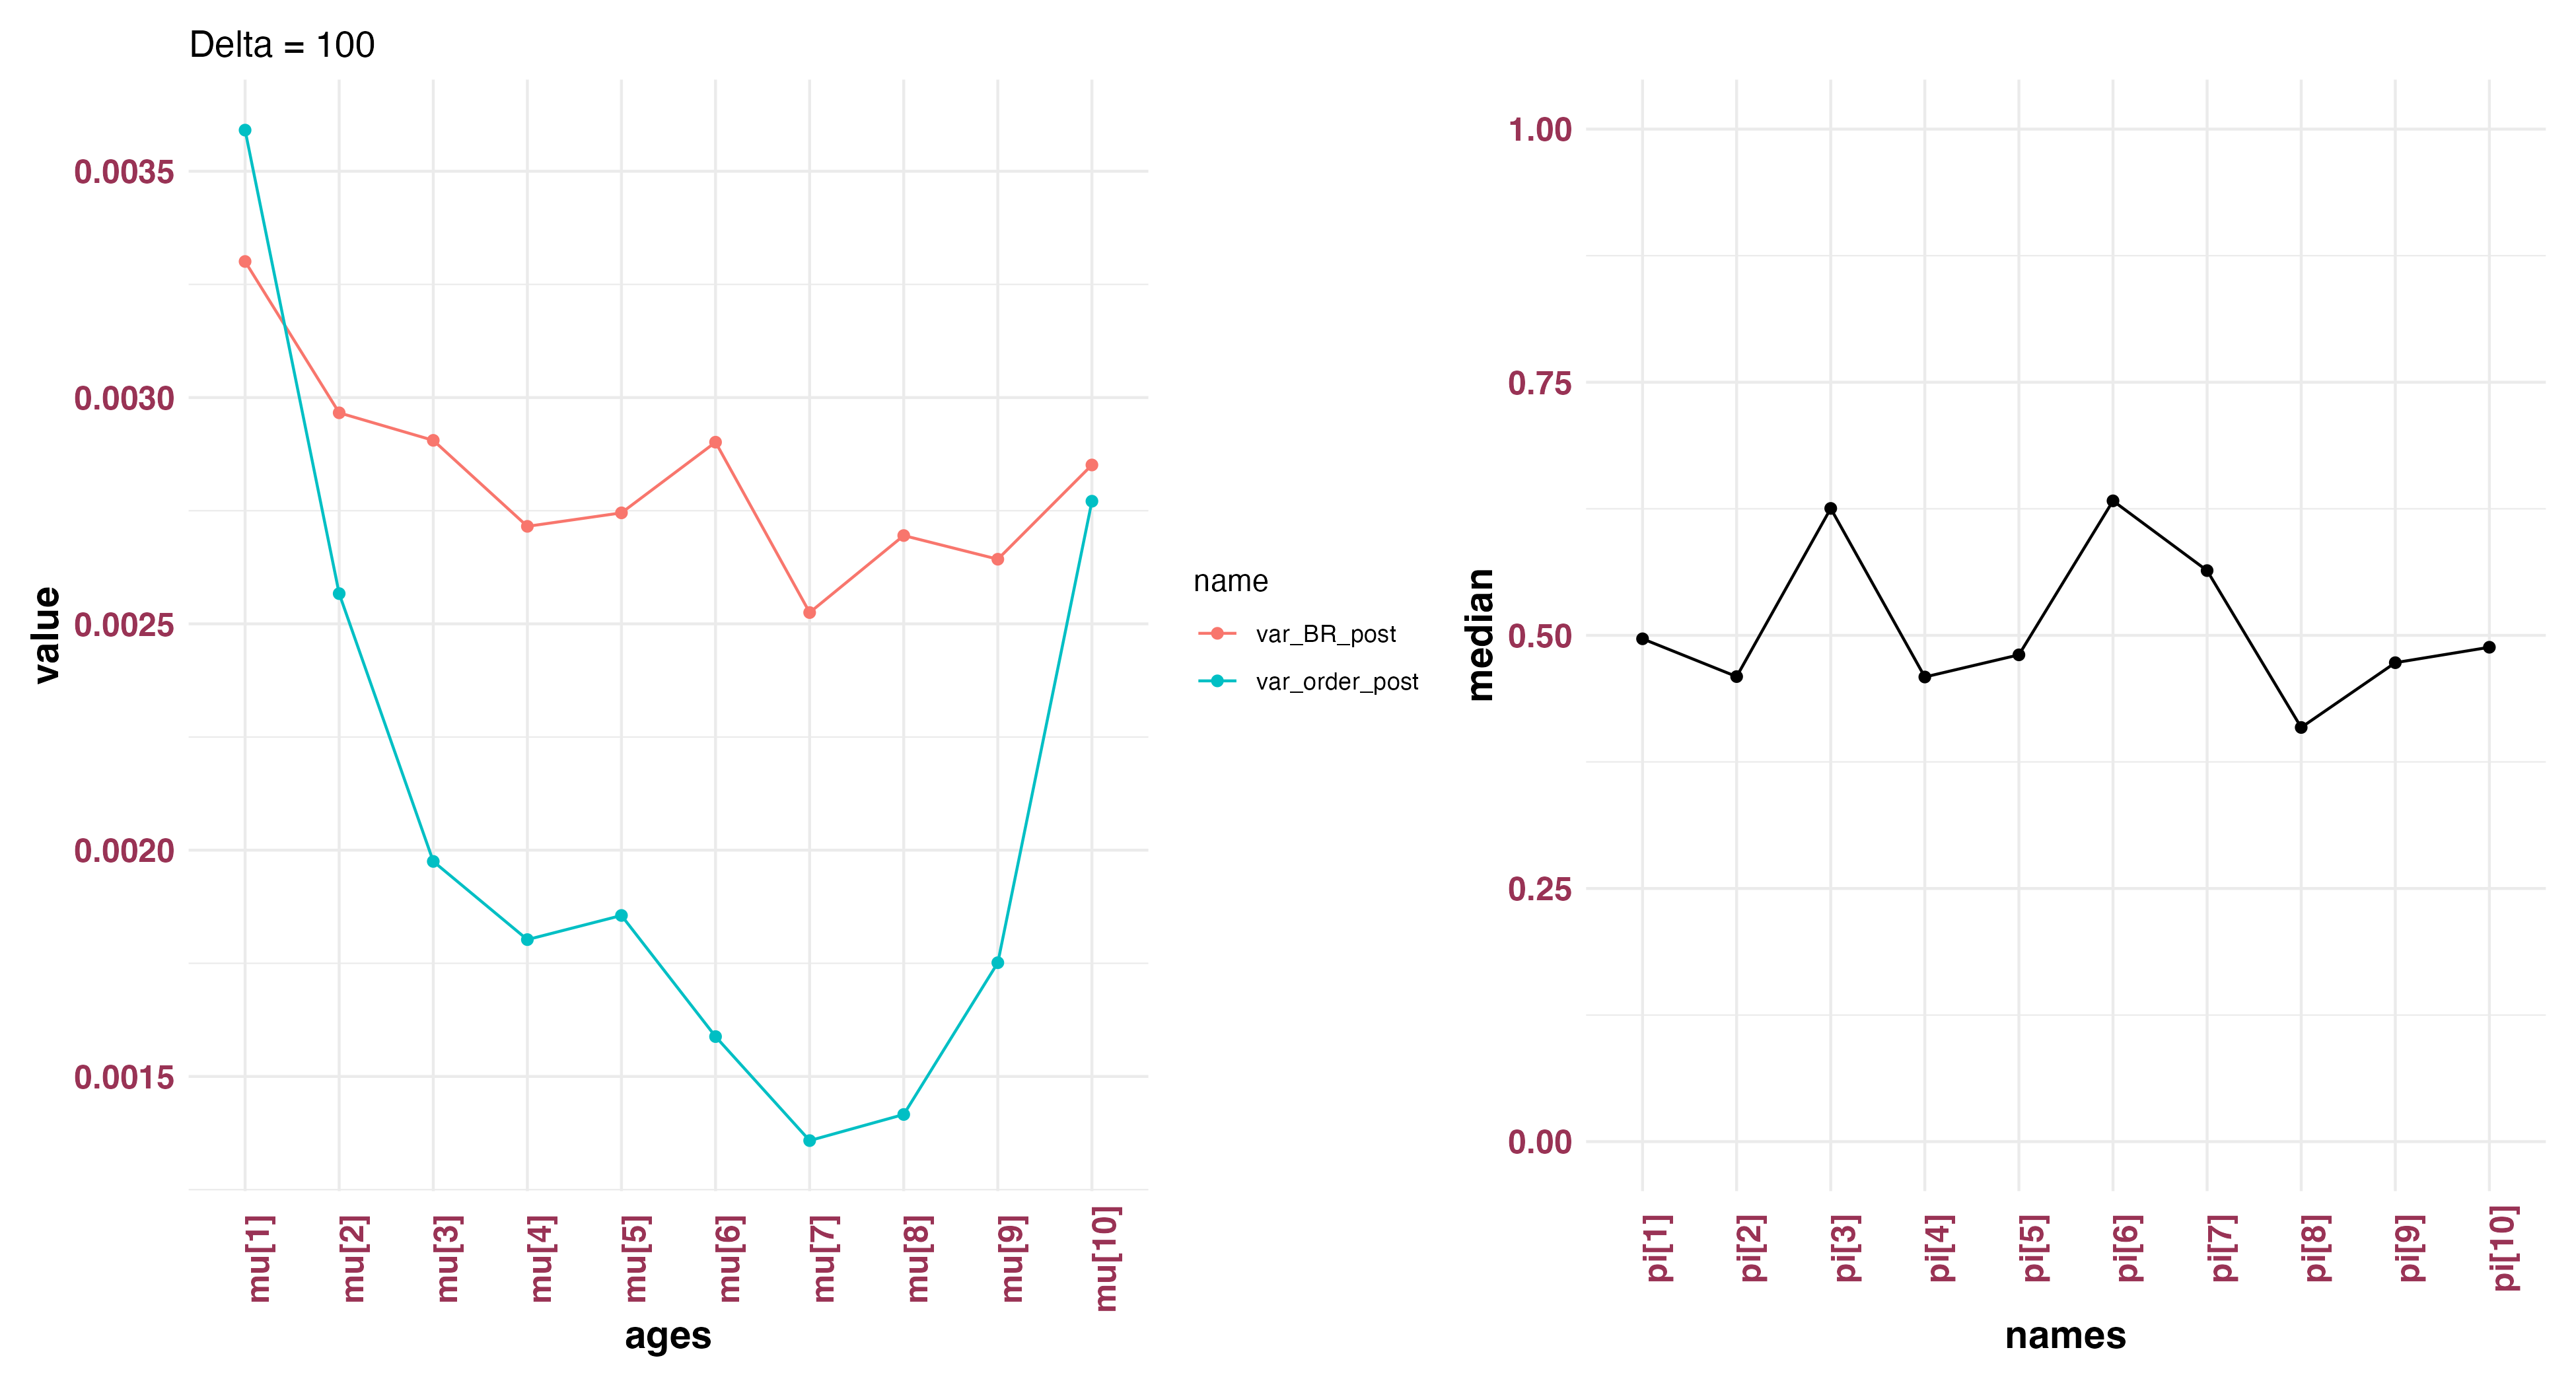 Delta = 100
value
0.0035
0.0030
0.0025
0.0020
0.0015
mu[1]
mu[2]
mu[3]
mu[4]
mu[5]
mu[6]
mu[7]
mu[8]
mu[9]
mu[10]
ages
name
var_BR_post
var_order_post
median
1.00
0.75
0.50
0.25
0.00
pi[1]
pi[2]
pi[3]
pi[4]
pi[5]
pi[6]
pi[7]
pi[8]
pi[9]
pi[10]
names